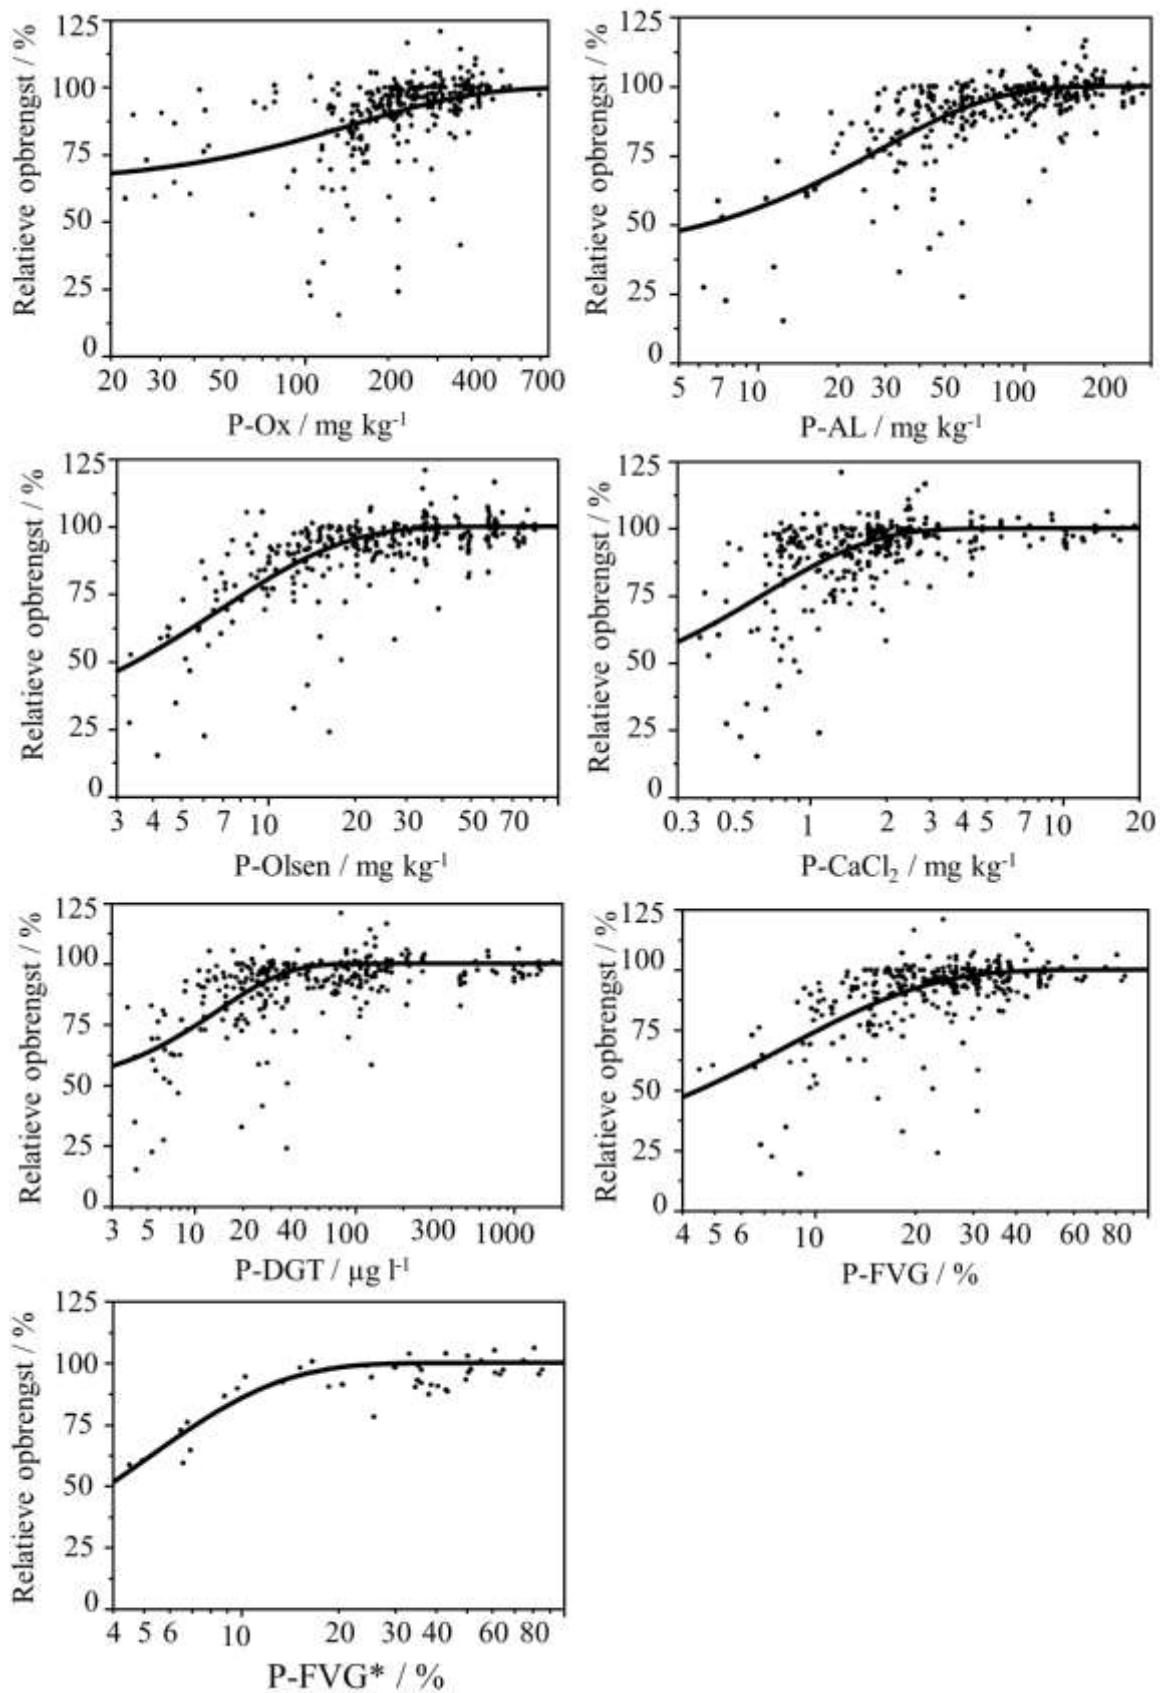 Relatieve opbrengst / %
125
100
75
50
25
0
20 30 50 100 200 400 700
P-Ox / mg kg⁻¹
Relatieve opbrengst / %
125
100
75
50
25
0
5 7 10 20 30 50 100 200
P-AL / mg kg⁻¹
Relatieve opbrengst / %
125
100
75
50
25
0
3 4 5 7 10 20 30 50 70
P-Olsen / mg kg⁻¹
Relatieve opbrengst / %
125
100
75
50
25
0
0.3 0.5 1 2 3 4 5 7 10 20
P-CaCl₂ / mg kg⁻¹
Relatieve opbrengst / %
125
100
75
50
25
0
3 5 10 20 40 100 300 1000
P-DGT / µg l⁻¹
Relatieve opbrengst / %
125
100
75
50
25
0
4 5 6 10 20 30 40 60 80
P-FVG / %
Relatieve opbrengst / %
125
100
75
50
25
0
4 5 6 10 20 30 40 60 80
P-FVG* / %